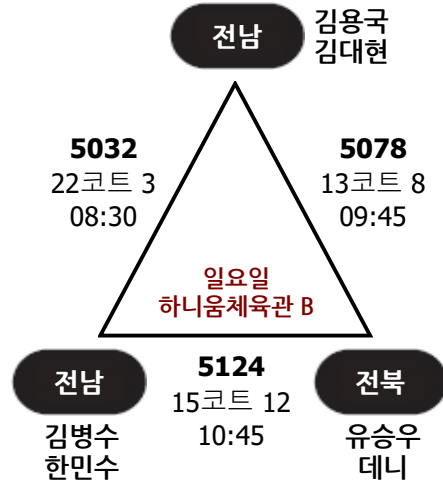 전남
김용국
김대현
5032
22코트 3
08:30
5078
13코트 8
09:45
일요일
하니움체육관 B
전남
김병수
한민수
5124
15코트 12
10:45
전북
유승우
데니